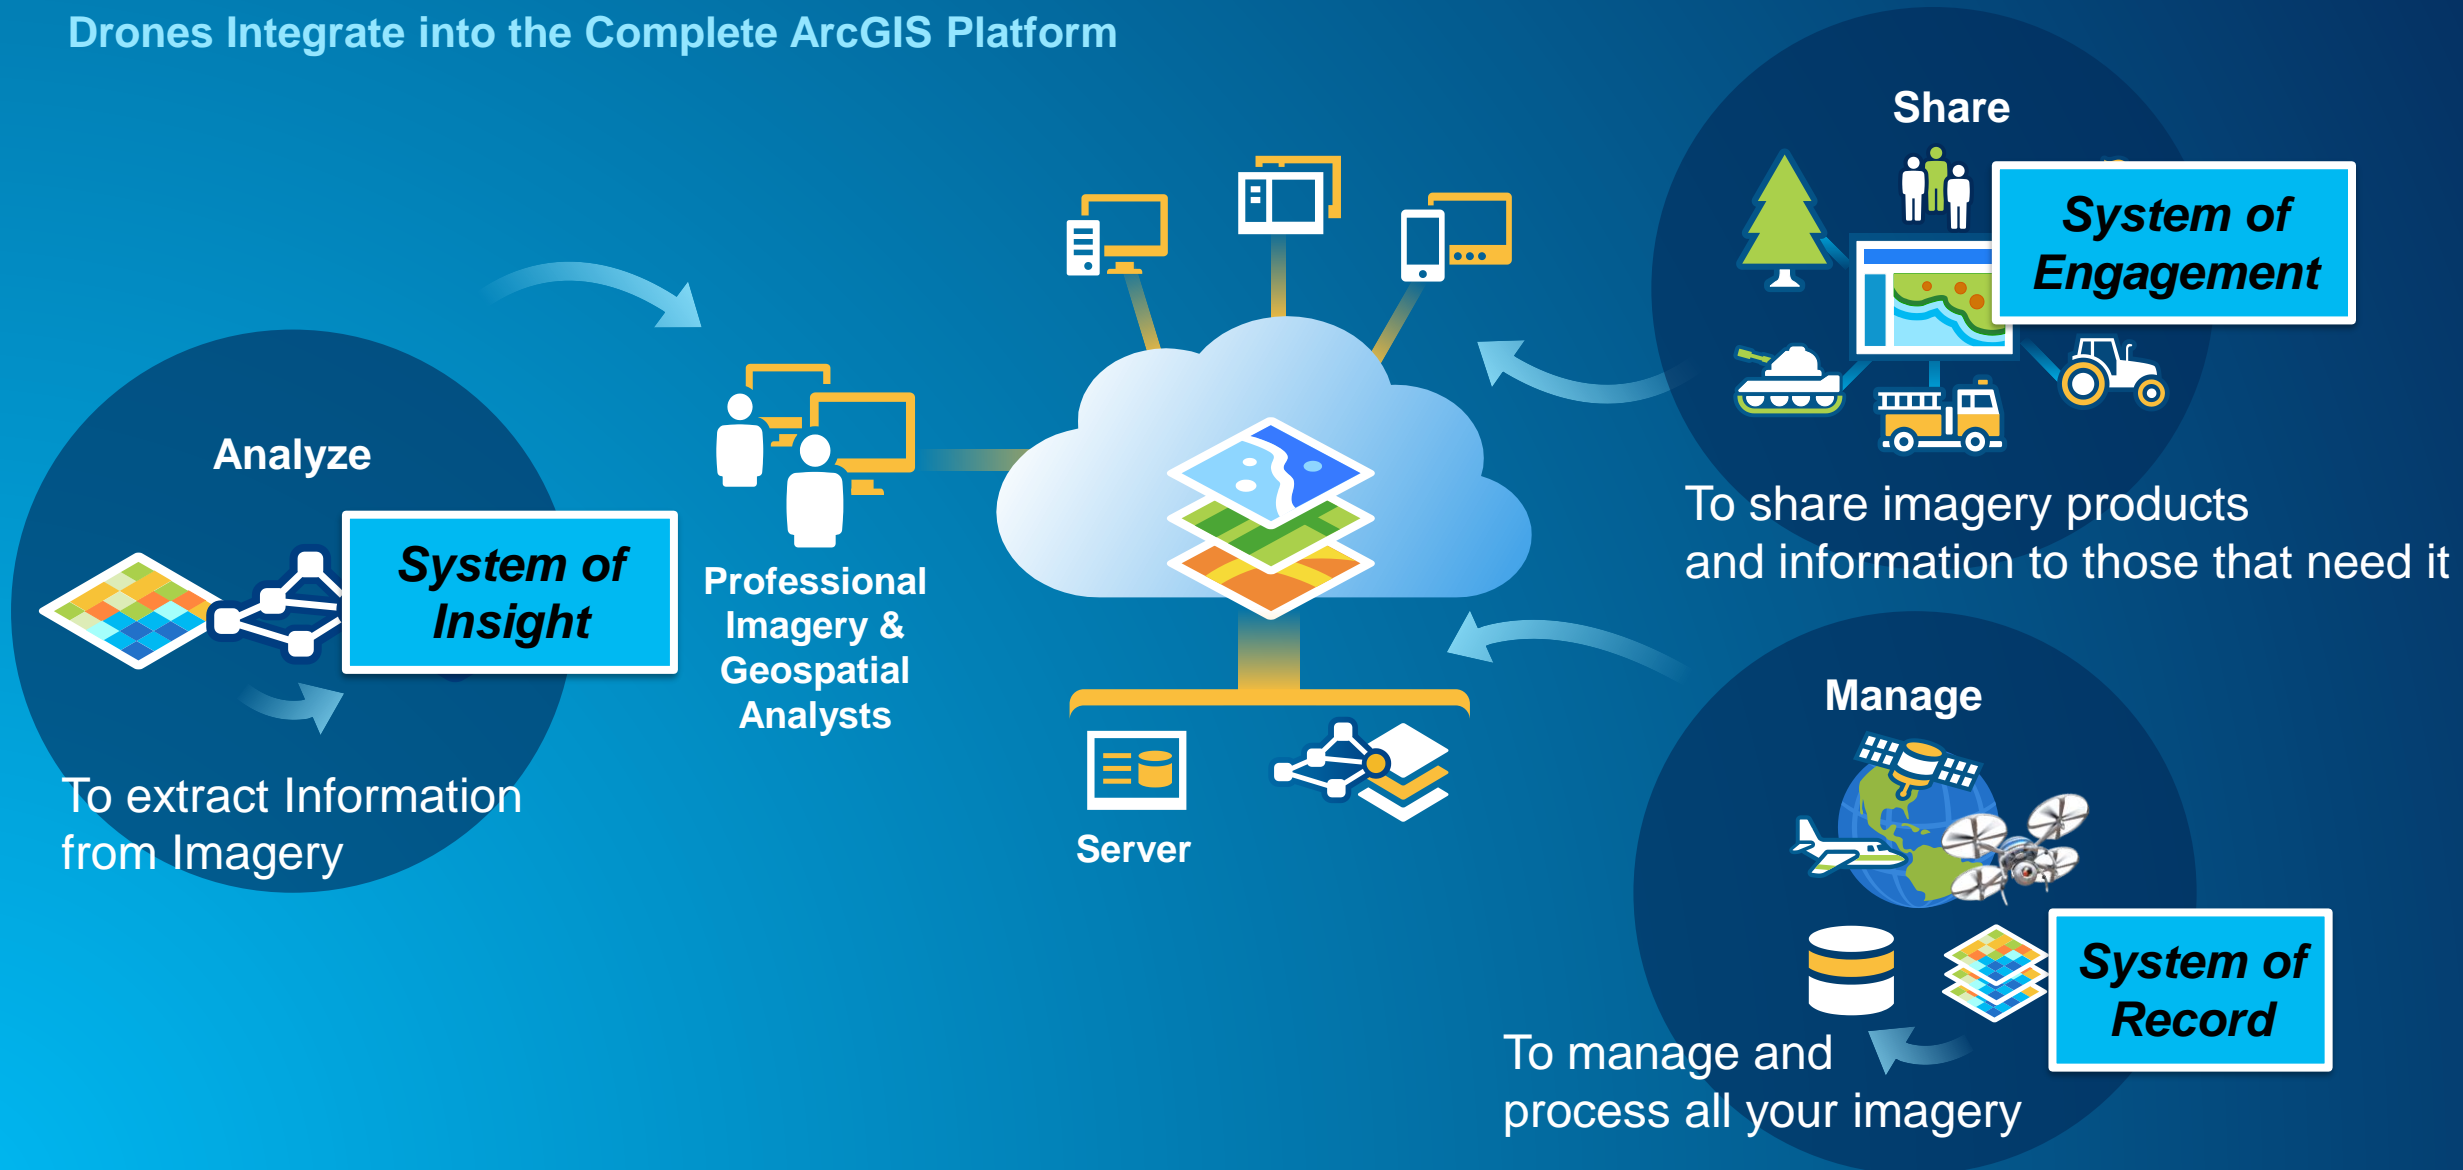 Drones Integrate into the Complete ArcGIS Platform
Analyze
System of
Insight
To extract Information
from Imagery
Professional
Imagery &
Geospatial
Analysts
Server
Share
System of
Engagement
To share imagery products
and information to those that need it
Manage
System of
Record
To manage and
process all your imagery